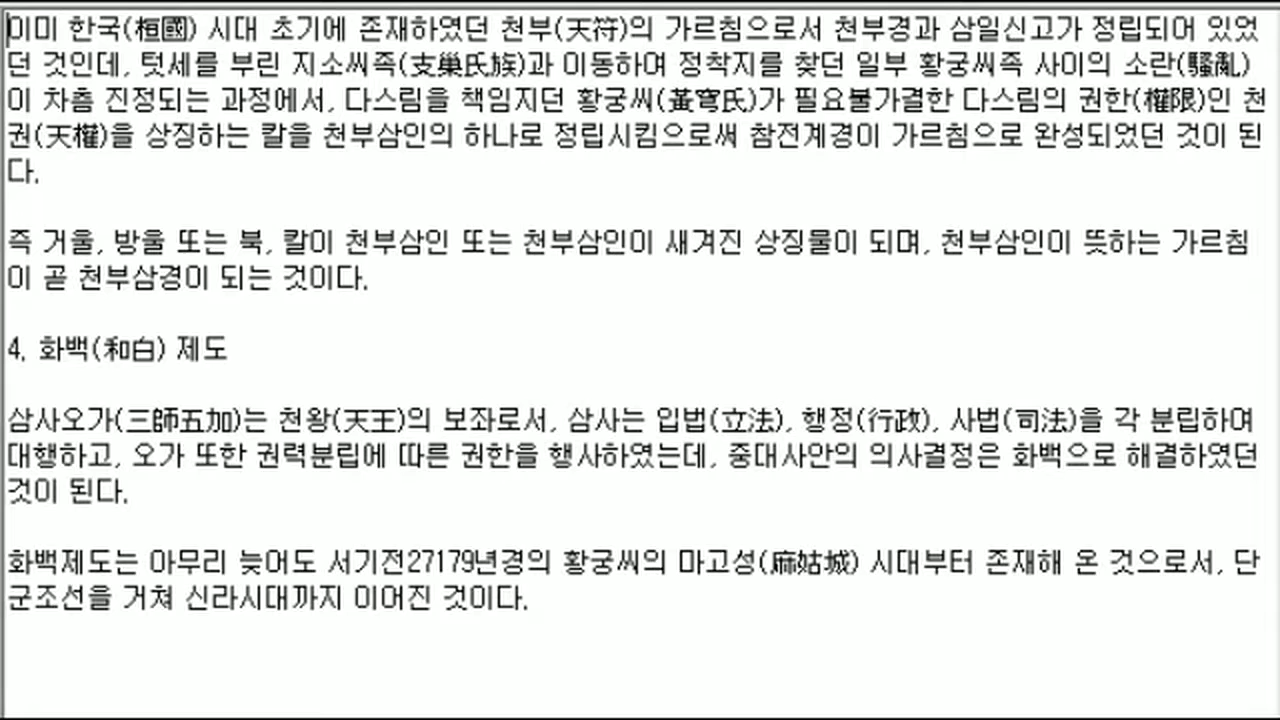 이미 한국(桓國) 시대 초기에 존재하였던 천부(天符)의 가르침으로서 천부경과 삼일신고가 정립되어 있었
던 것인데, 텃세를 부린 지소씨족(支巢氏族)과 이동하여 정착지를 찾던 일부 황궁씨족 사이의 소란(騷亂)
이 차츰 진정되는 과정에서, 다스림을 책임지던 황궁씨(黃穹氏)가 필요불가결한 다스림의 권한(權限)인 천
권(天權)을 상징하는 칼을 천부삼인의 하나로 정립시킴으로써 참전계경이 가르침으로 완성되었던 것이 된
다.
즉 거울, 방울 또는 북, 칼이 천부삼인 또는 천부삼인이 새겨진 상징물이 되며, 천부삼인이 뜻하는 가르침
이 곧 천부삼경이 되는 것이다.
4. 화백(和白) 제도
삼사오가(三師五加)는 천왕(天王)의 보좌로서, 삼사는 입법(立法), 행정(行政), 사법(司法)을 각 분립하여
대행하고, 오가 또한 권력분립에 따른 권한을 행사하였는데, 중대사안의 의사결정은 화백으로 해결하였던
것이 된다.
화백제도는 아무리 늦어도 서기전27179년경의 황궁씨의 마고성(麻姑城) 시대부터 존재해 온 것으로서, 단
군조선을 거쳐 신라시대까지 이어진 것이다.